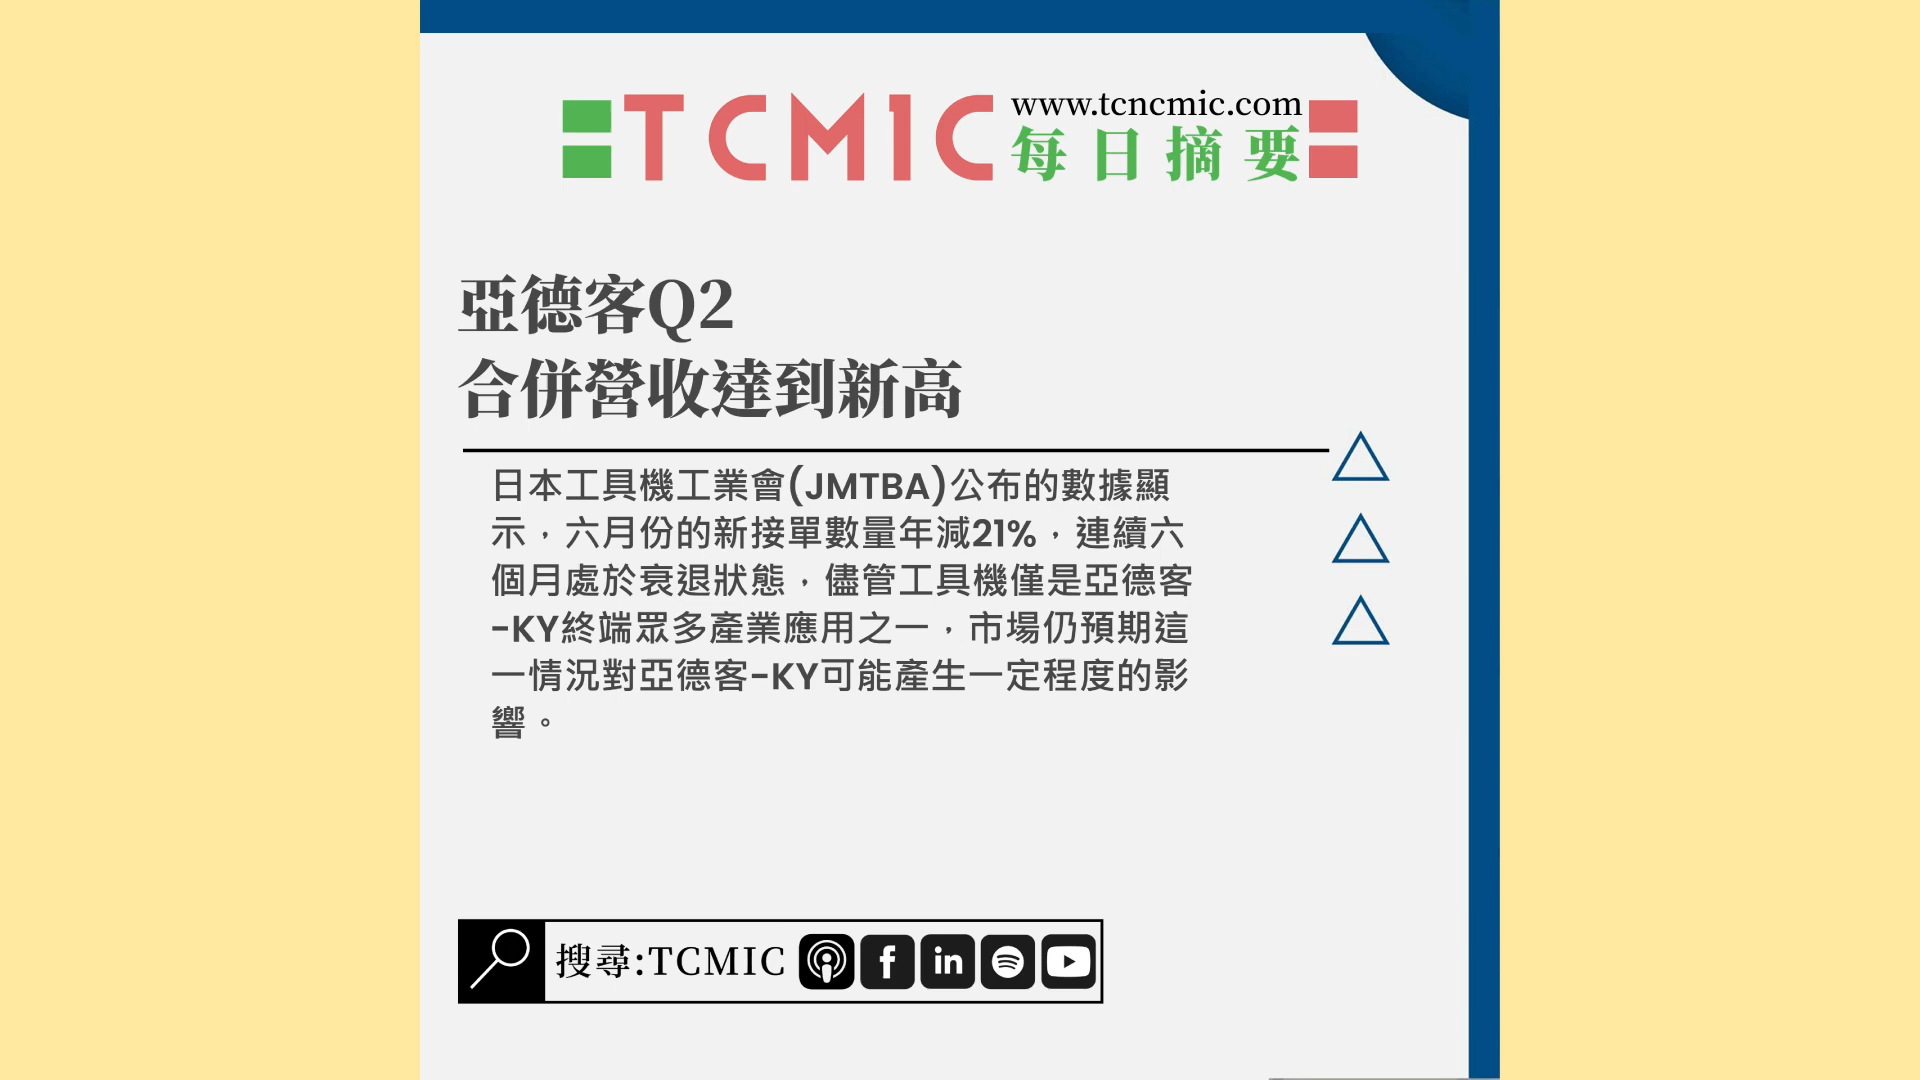 TCMIC
www.tcncmic.com
每日摘要
亞德客Q2
合併營收達到新高
日本工具機工業會(JMTBA)公布的數據顯
示，六月份的新接單數量年減21%，連續六
個月處於衰退狀態，儘管工具機僅是亞德客
-KY終端眾多產業應用之一，市場仍預期這
一情況對亞德客-KY可能產生一定程度的影
響。
搜尋:TCMIC